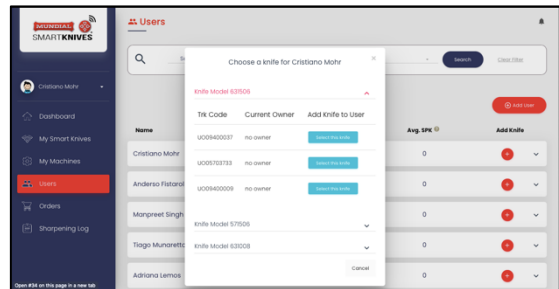 MUNDIAL
SMARTKNIVES
Users
Search
Clear Filter
Choose a knife for Cristiano Mohr
×
Cristiano Mohr
Knife Model 631506
Add User
Trk Code Current Owner Add Knife to User
Dashboard
My Smart Knives
My Machines
Users
Orders
Sharpening Log
Name Avg. SPK Add Knife
UO09400037 no owner Select this knife
Cristiano Mohr 0
UO05703733 no owner Select this knife
Anderso Fistarol 0
UO09400009 no owner Select this knife
Manpreet Singh 0
Knife Model 571506
Tiago Munaretto 0
Knife Model 631008
Cancel
Adriana Lemos 0
Open #34 on this page in a new tab